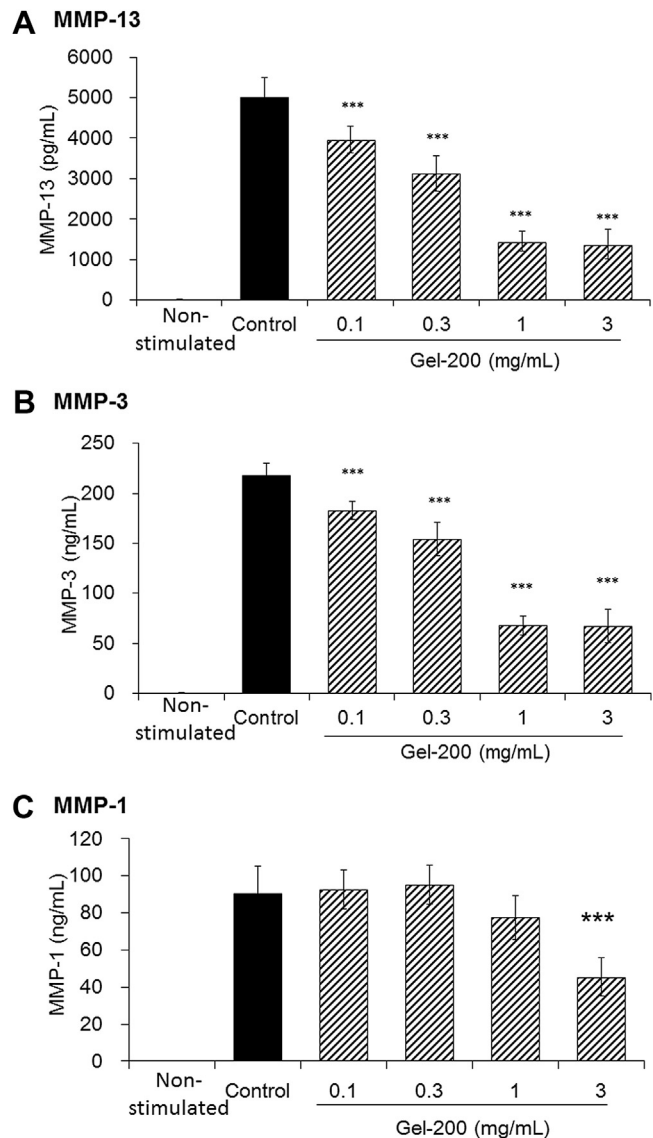 A MMP-13
6000
5000
4000
3000
2000
1000
0
MMP-13 (pg/mL)
***
***
***
***
Non-
stimulated
Control
0.1
0.3
1
3
Gel-200 (mg/mL)
B MMP-3
250
200
150
100
50
0
MMP-3 (ng/mL)
***
***
***
***
Non-
stimulated
Control
0.1
0.3
1
3
Gel-200 (mg/mL)
C MMP-1
120
100
80
60
40
20
0
MMP-1 (ng/mL)
***
Non-
stimulated
Control
0.1
0.3
1
3
Gel-200 (mg/mL)